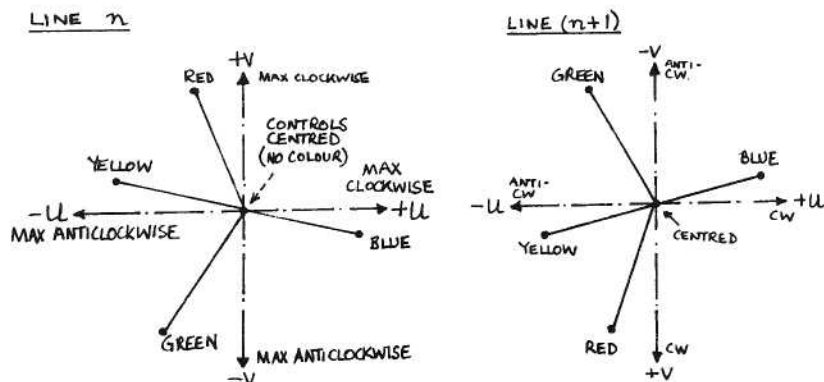 LINE n
+V
RED
MAX CLOCKWISE
CONTROLS
CENTRED
(NO COLOUR)
YELLOW
MAX
CLOCKWISE
-U
+U
MAX ANTICLOCKWISE
BLUE
GREEN
MAX ANTICLOCKWISE
-V
LINE (n+1)
-V
ANTI-
CW.
GREEN
BLUE
ANTI-
CW
-U
+U
CW
YELLOW
CENTRED
RED
CW
+V